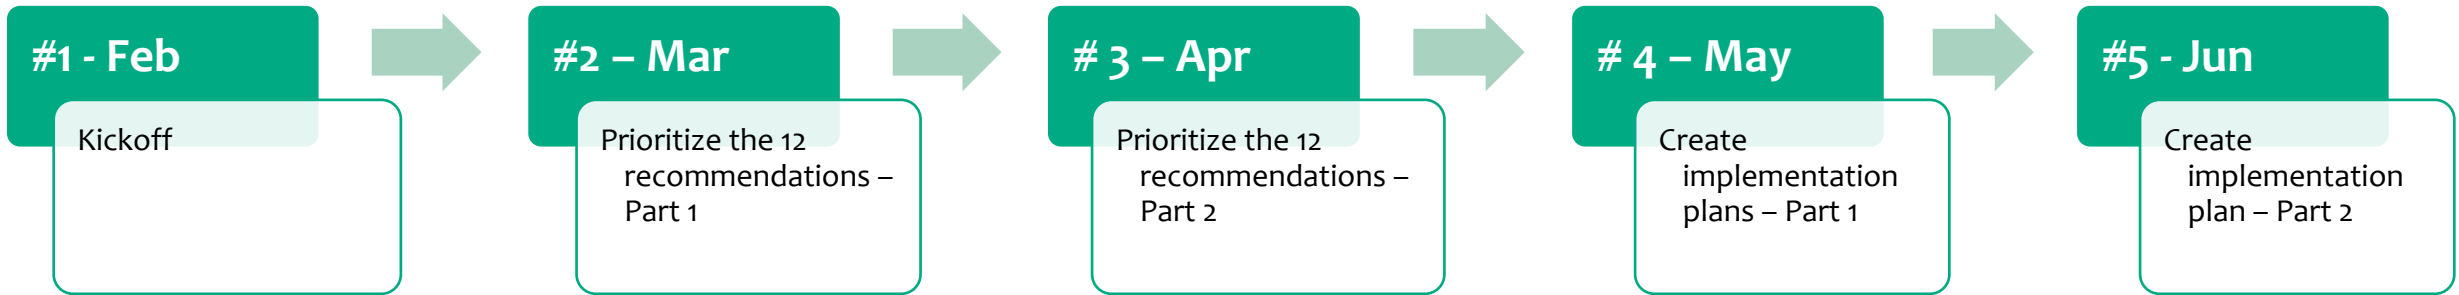 #1 - Feb
Kickoff
#2 – Mar
Prioritize the 12
recommendations –
Part 1
# 3 – Apr
Prioritize the 12
recommendations –
Part 2
# 4 – May
Create
implementation
plans – Part 1
#5 - Jun
Create
implementation
plan – Part 2